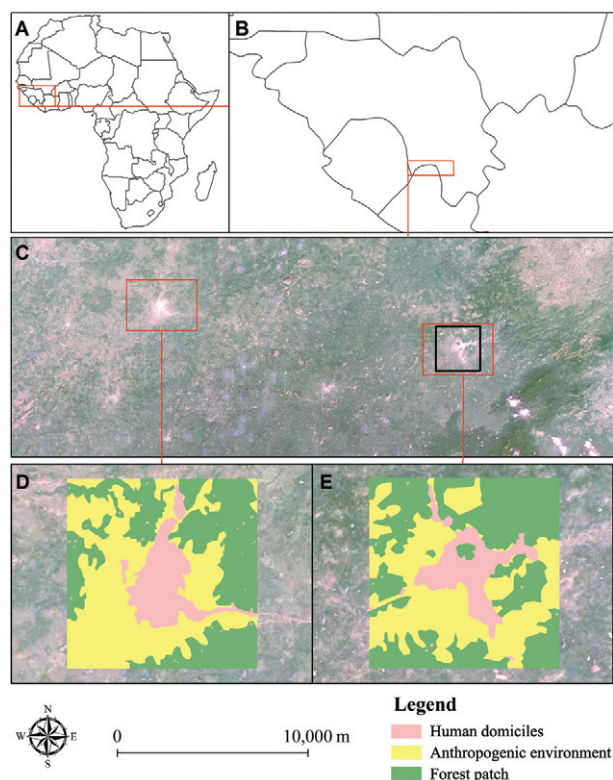 A
B
C
D
E
N
W
E
S
0
10,000 m
Legend
Human domiciles
Anthropogenic environment
Forest patch